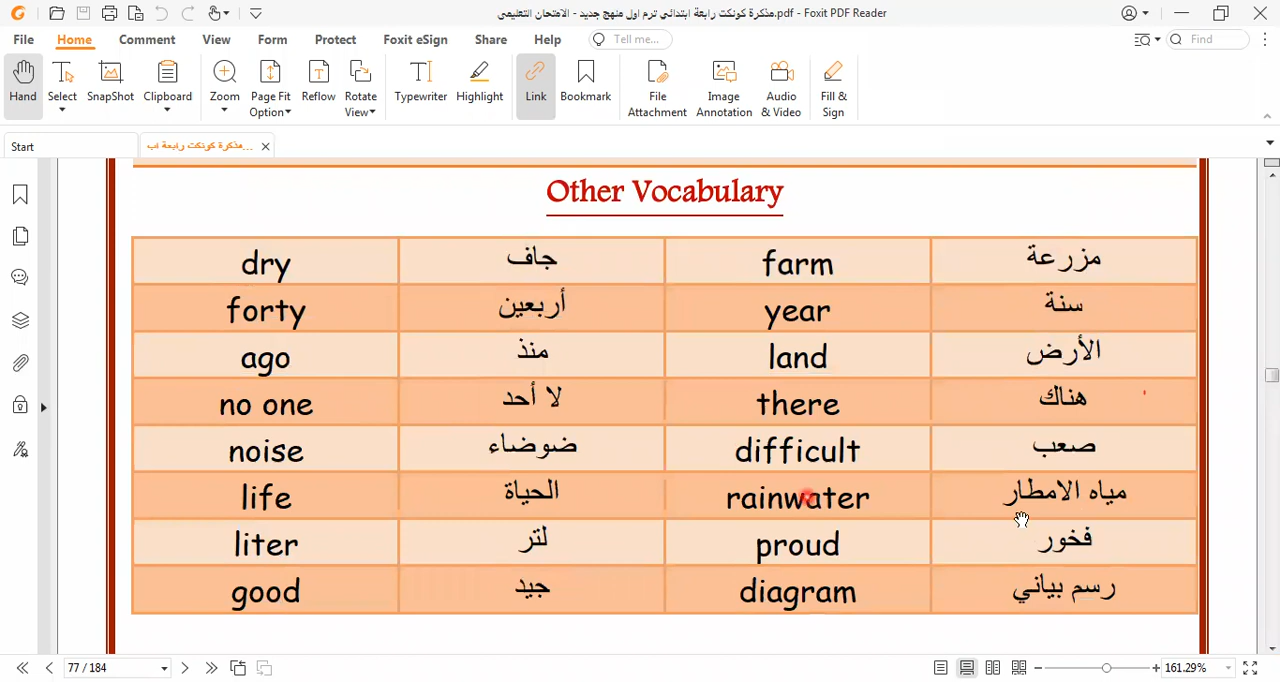 مذكرة كونكت رابعة ابتدائي ترم اول منهج جديد - الامتحان التعليمي.pdf - Foxit PDF Reader
File Home Comment View Form Protect Foxit eSign Share Help Tell me... Find
Hand Select SnapShot Clipboard Zoom Page Fit Option Reflow Rotate View Typewriter Highlight Link Bookmark File Attachment Image Annotation Audio & Video Fill & Sign
Start مذكرة كونكت رابعة اب...
Other Vocabulary
dry جاف farm مزرعة
forty أربعين year سنة
ago منذ land الأرض
no one لا أحد there هناك
noise ضوضاء difficult صعب
life الحياة rainwater مياه الامطار
liter لتر proud فخور
good جيد diagram رسم بياني
77 / 184 161.29%